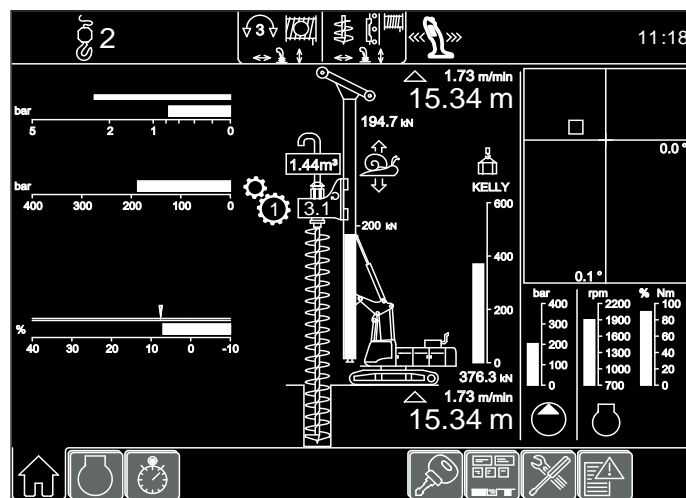 2
3
11:18
1.73 m/min
15.34 m
bar
5 2 1 0
194.7 kN
0.0 °
1.44m³
KELLY
bar
400 300 200 100 0
1
3.1
600
200 kN
400
0.1 °
200
bar
400
300
200
100
0
rpm
2200
1900
1600
1300
1000
700
% Nm
100
80
60
40
20
0
%
40 30 20 10 0 -10
0
376.3 kN
1.73 m/min
15.34 m